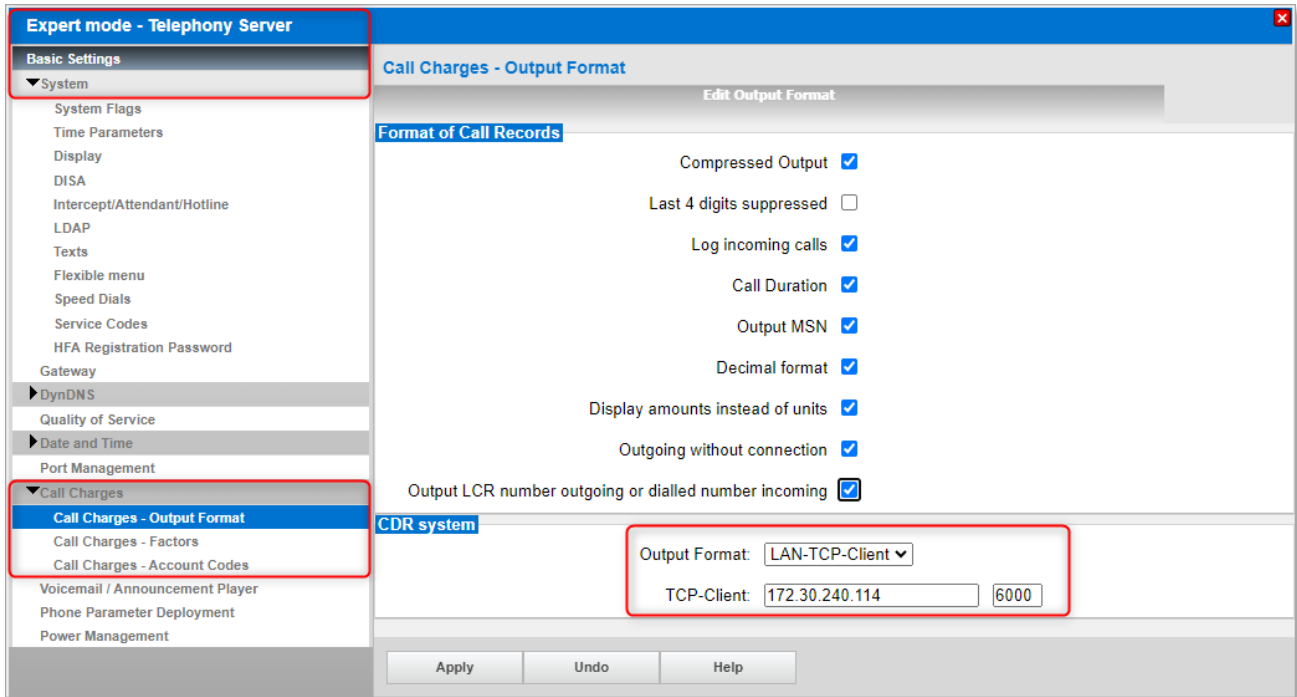 Expert mode - Telephony Server
Basic Settings
System
System Flags
Time Parameters
Display
DISA
Intercept/Attendant/Hotline
LDAP
Texts
Flexible menu
Speed Dials
Service Codes
HFA Registration Password
Gateway
DynDNS
Quality of Service
Date and Time
Port Management
Call Charges
Call Charges - Output Format
Call Charges - Factors
Call Charges - Account Codes
Voicemail / Announcement Player
Phone Parameter Deployment
Power Management
Call Charges - Output Format
Edit Output Format
Format of Call Records
Compressed Output
Last 4 digits suppressed
Log incoming calls
Call Duration
Output MSN
Decimal format
Display amounts instead of units
Outgoing without connection
Output LCR number outgoing or dialled number incoming
CDR system
Output Format: LAN-TCP-Client
TCP-Client: 172.30.240.114 6000
Apply Undo Help